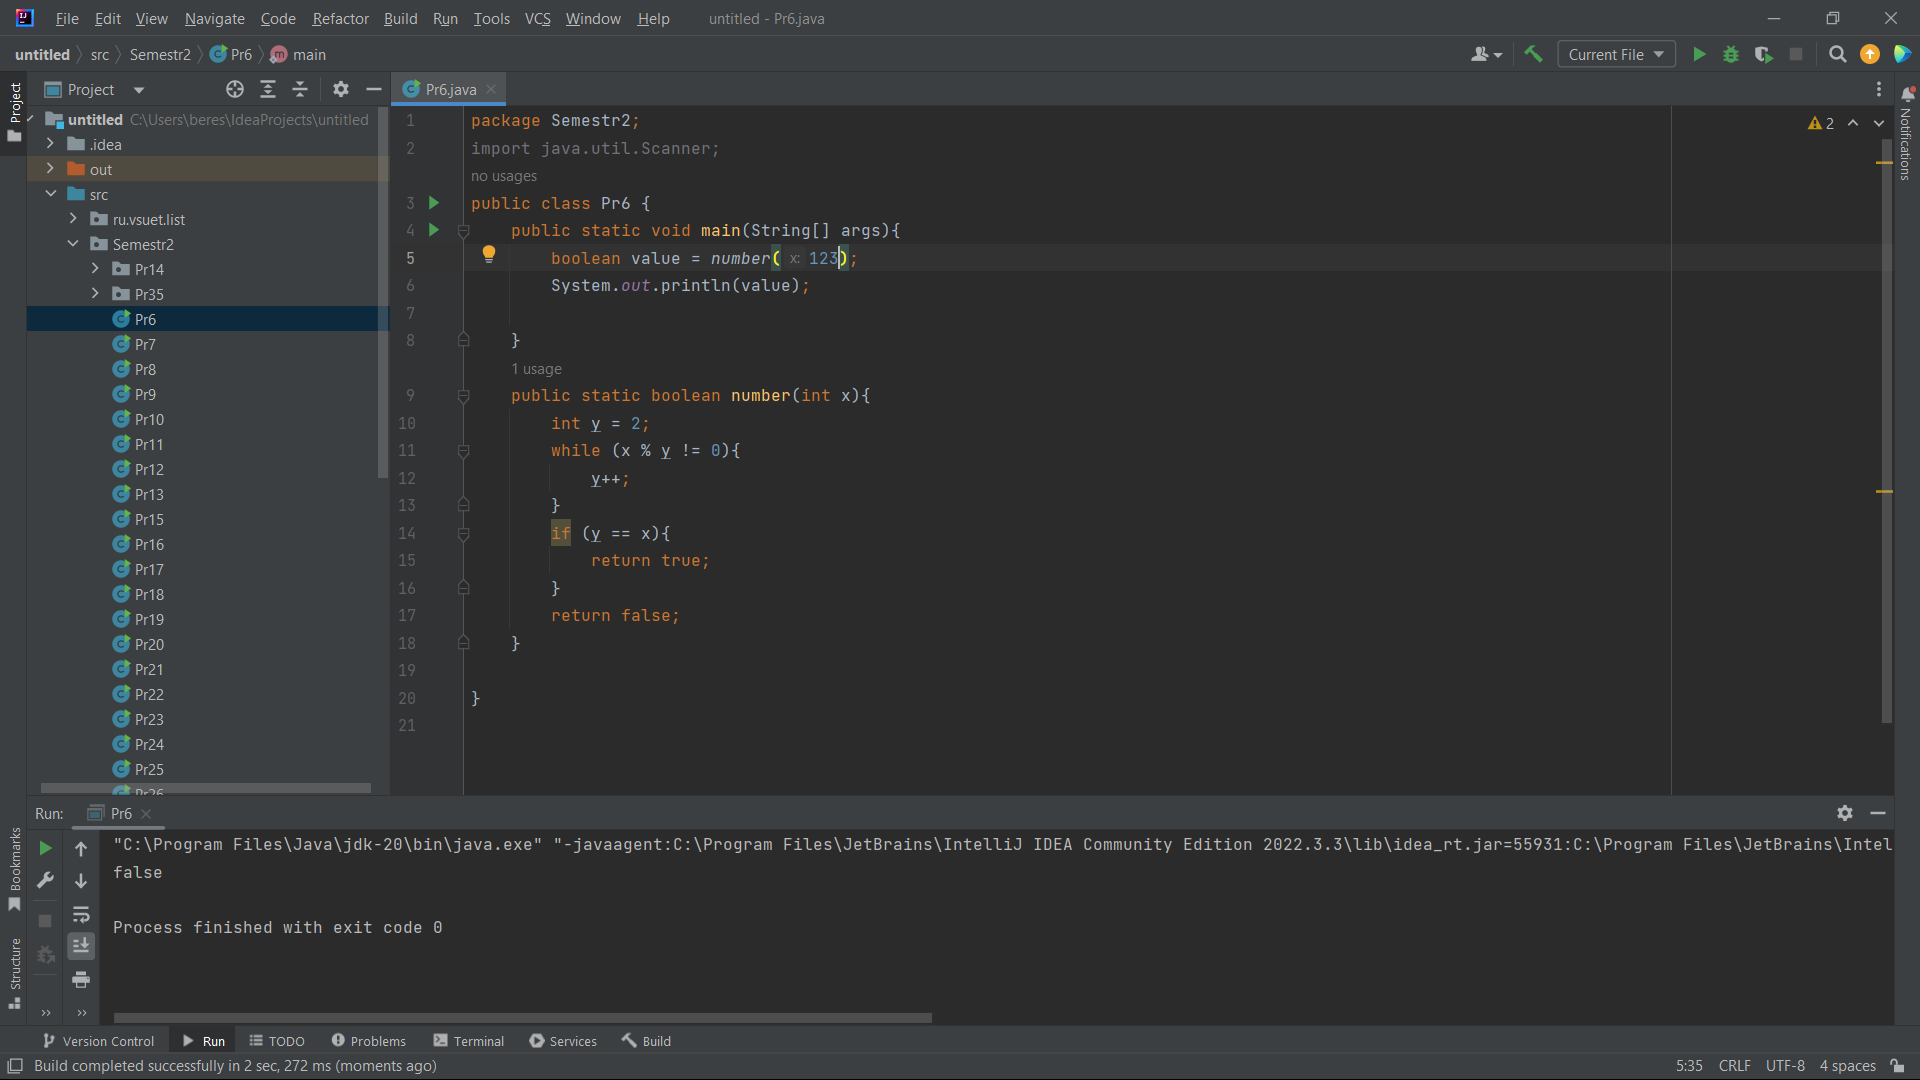 File Edit View Navigate Code Refactor Build Run Tools VCS Window Help untitled - Pr6.java
untitled src Semestr2 Pr6 main Current File
Project
Project
Pr6.java
Notifications
untitled C:\Users\beres\IdeaProjects\untitled
.idea
out
src
ru.vsuet.list
Semestr2
Pr14
Pr35
Pr6
Pr7
Pr8
Pr9
Pr10
Pr11
Pr12
Pr13
Pr15
Pr16
Pr17
Pr18
Pr19
Pr20
Pr21
Pr22
Pr23
Pr24
Pr25
Pr26
2
1 package Semestr2;
2 import java.util.Scanner;
no usages
3 public class Pr6 {
4 public static void main(String[] args){
5 boolean value = number( x: 123);
6 System.out.println(value);
7
8 }
1 usage
9 public static boolean number(int x){
10 int y = 2;
11 while (x % y != 0){
12 y++;
13 }
14 if (y == x){
15 return true;
16 }
17 return false;
18 }
19
20 }
21
Run: Pr6
"C:\Program Files\Java\jdk-20\bin\java.exe" "-javaagent:C:\Program Files\JetBrains\IntelliJ IDEA Community Edition 2022.3.3\lib\idea_rt.jar=55931:C:\Program Files\JetBrains\Intel
false
Process finished with exit code 0
Bookmarks
Structure
Version Control Run TODO Problems Terminal Services Build
Build completed successfully in 2 sec, 272 ms (moments ago) 5:35 CRLF UTF-8 4 spaces